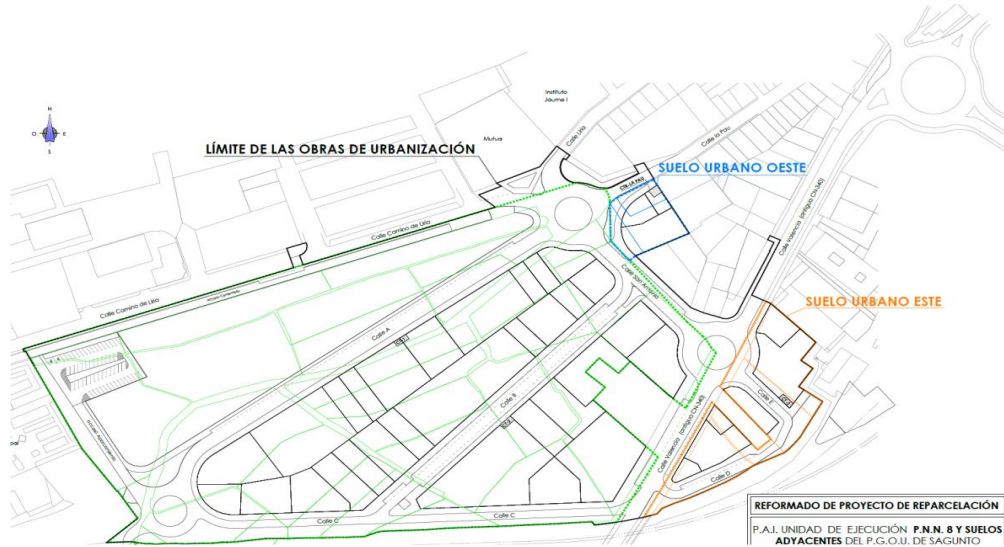 Instituto
Jaume I
N
O
E
S
Mutua
Calle Liria
Calle la Pau
LÍMITE DE LAS OBRAS DE URBANIZACIÓN
SUELO URBANO OESTE
Calle Camino de Liria
Calle Valencia (antigua CN-340)
Calle San Antonio
Calle Camino de Liria
SUELO URBANO ESTE
Calle A
Calle B
Calle E
Calle Valencia (antigua CN-340)
Calle D
Calle C
Calle C
REFORMADO DE PROYECTO DE REPARCELACIÓN
P.A.I. UNIDAD DE EJECUCIÓN P.N.N. 8 Y SUELOS
ADYACENTES DEL P.G.O.U. DE SAGUNTO